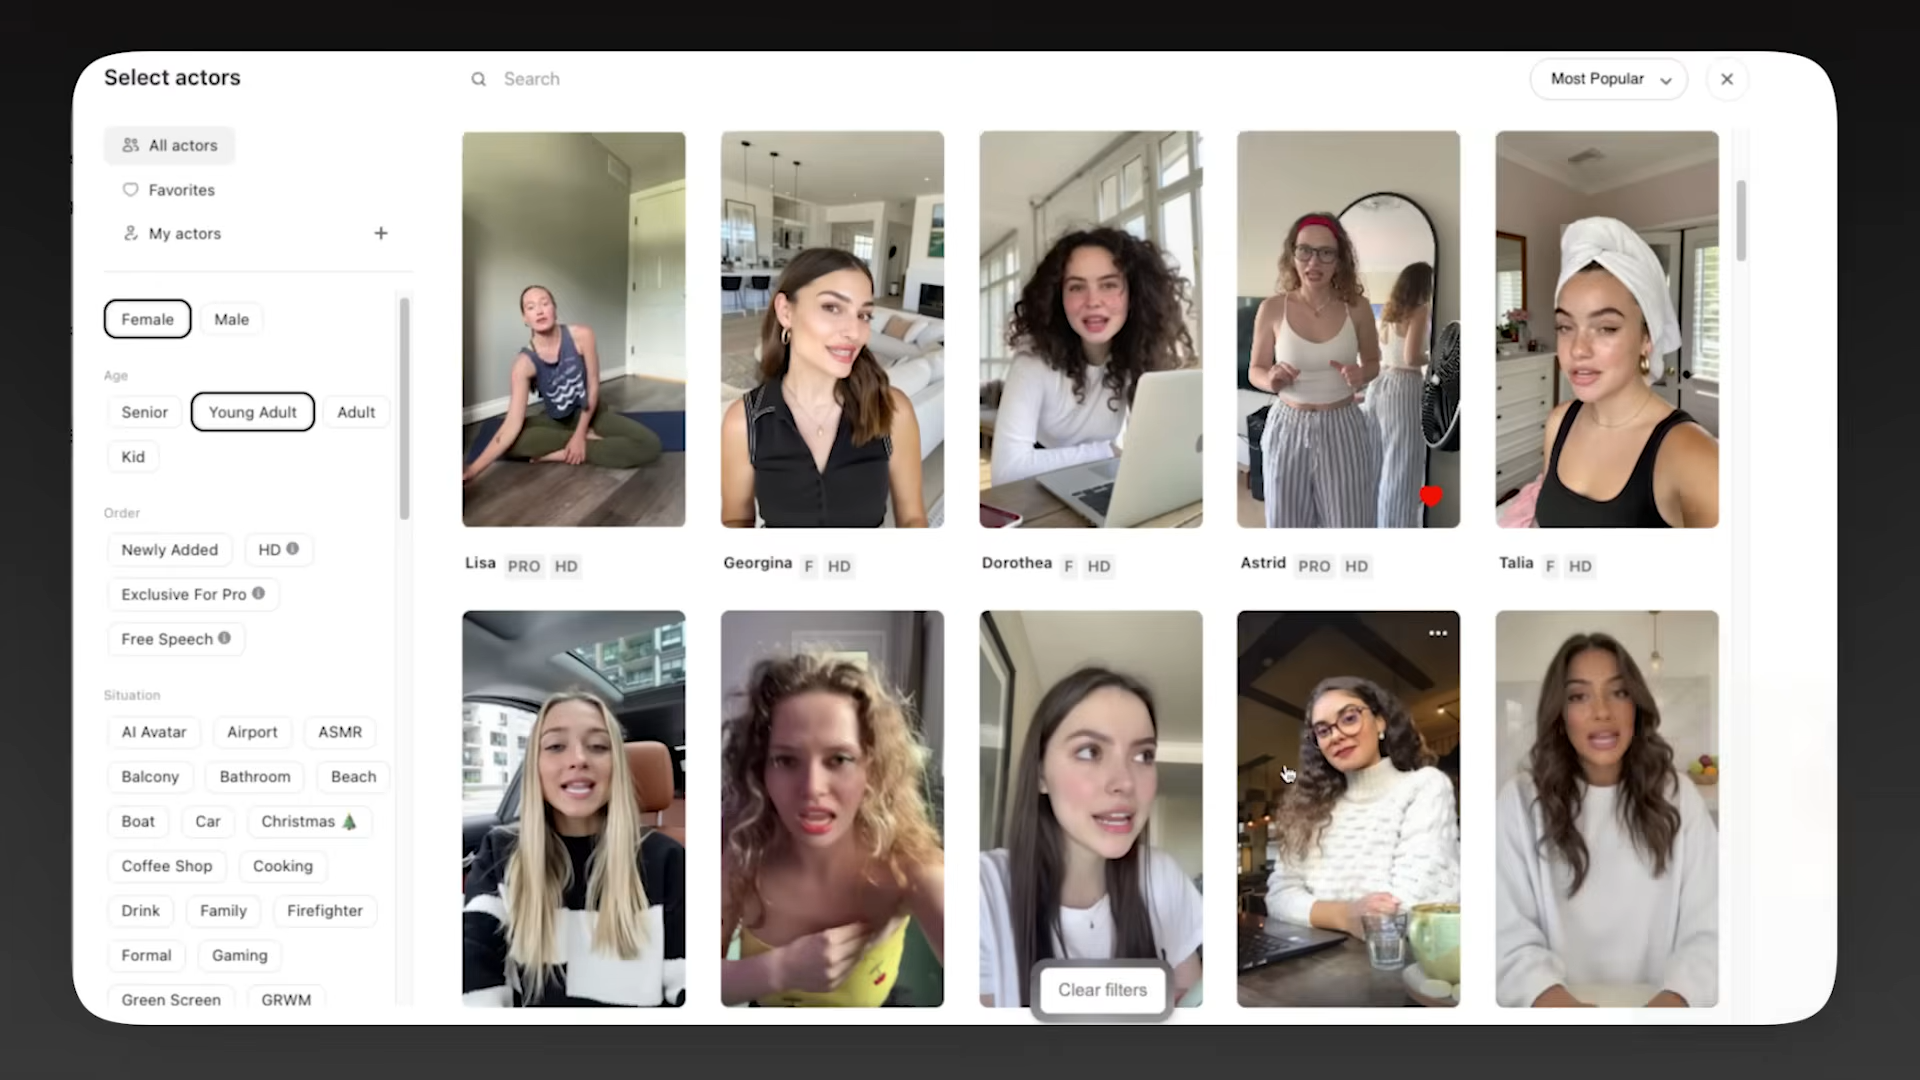 Select actors
Search
Most Popular
All actors
Favorites
My actors
Female Male
Age
Senior Young Adult Adult
Kid
Order
Newly Added HD
Exclusive For Pro
Free Speech
Situation
AI Avatar Airport ASMR
Balcony Bathroom Beach
Boat Car Christmas 🎄
Coffee Shop Cooking
Drink Family Firefighter
Formal Gaming
Green Screen GRWM
Lisa PRO HD
Georgina F HD
Dorothea F HD
Astrid PRO HD
Talia F HD
Clear filters